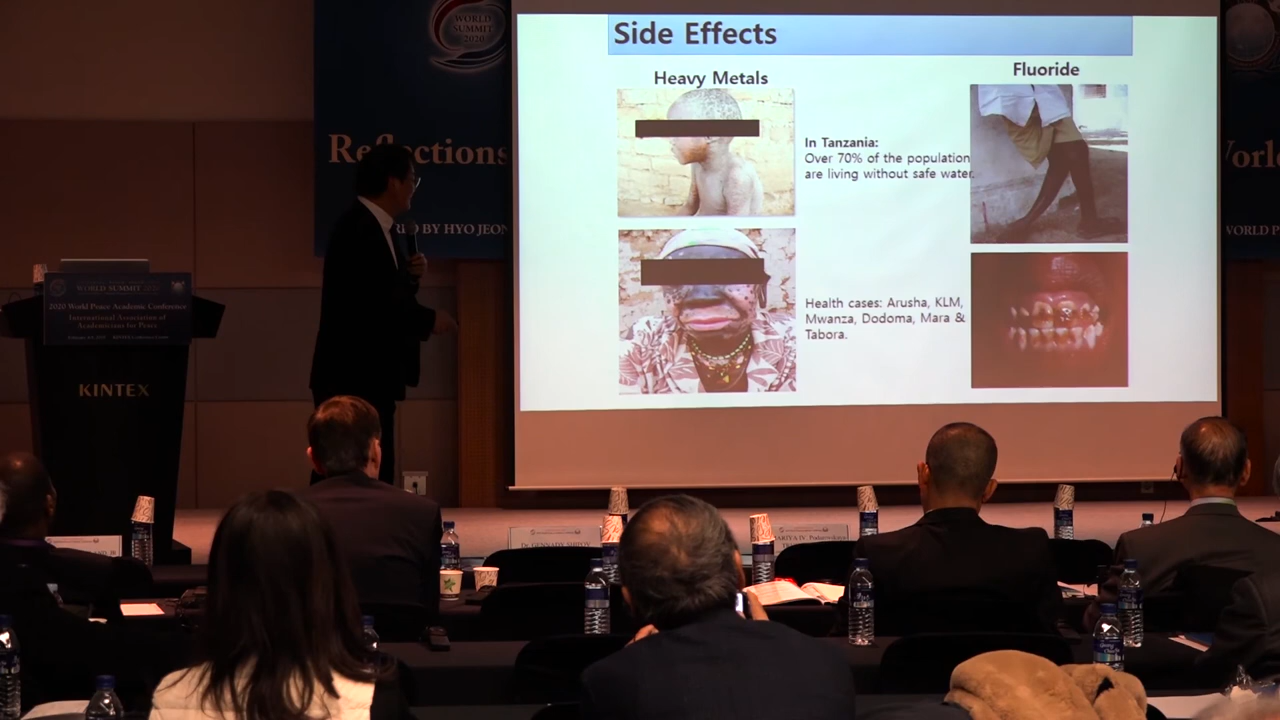 WORLD
SUMMIT
2020
Reflections
BY HYO JEON
Side Effects
Heavy Metals
Fluoride
In Tanzania:
Over 70% of the population
are living without safe water.
Health cases: Arusha, KLM,
Mwanza, Dodoma, Mara &
Tabora.
WORLD P
WORLD SUMMIT 2020
2020 World Peace Academic Conference
International Association of
Academicians for Peace
KINTEX